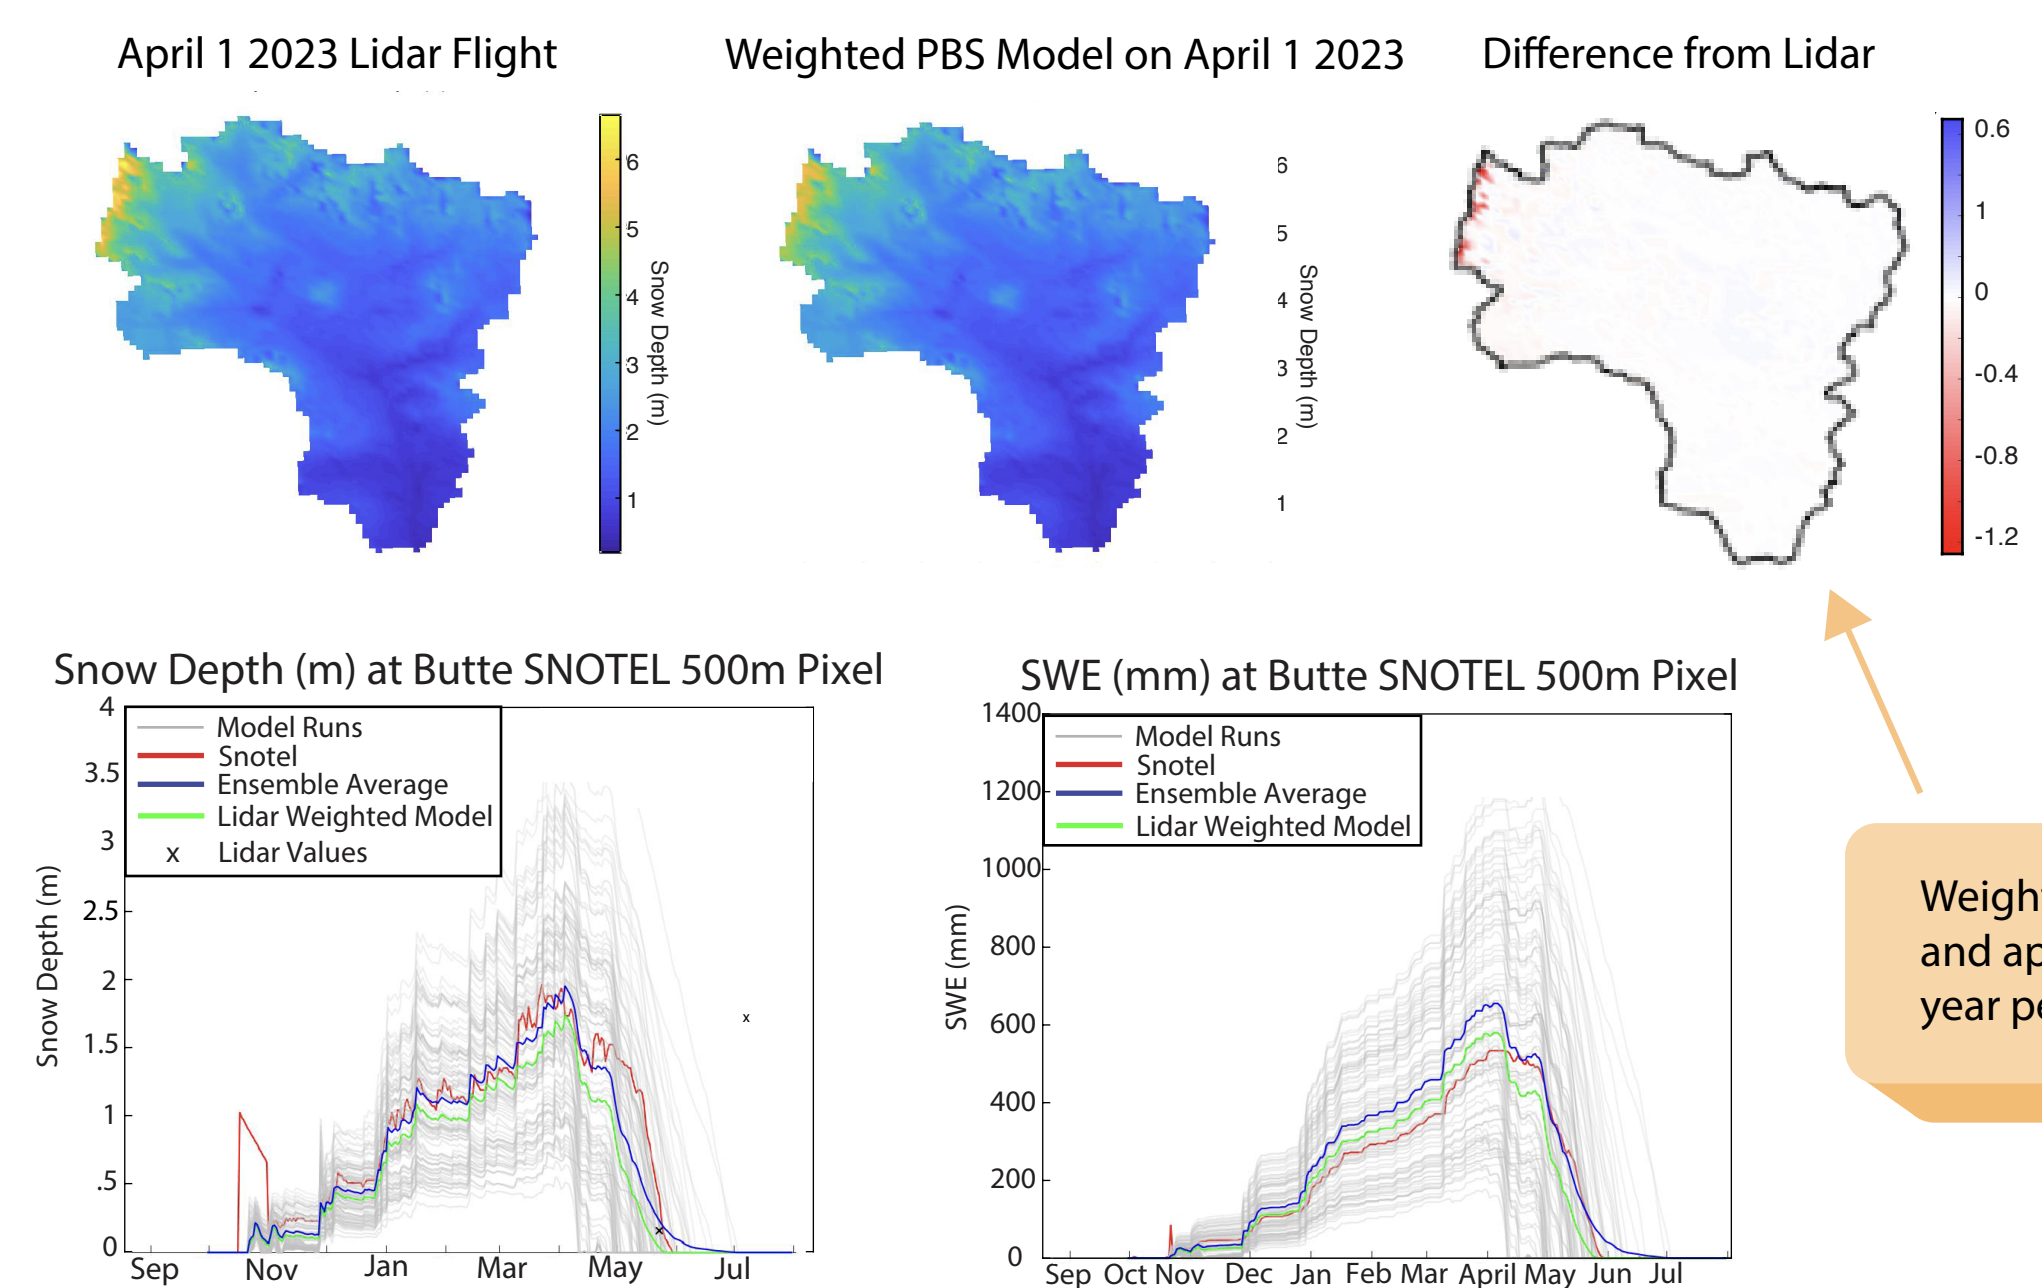 April 1 2023 Lidar Flight
Weighted PBS Model on April 1 2023
Difference from Lidar
6
5
4
3
2
1
Snow Depth (m)
6
5
4
3
2
1
Snow Depth (m)
0.6
1
0
-0.4
-0.8
-1.2
Snow Depth (m) at Butte SNOTEL 500m Pixel
Model Runs
Snotel
Ensemble Average
Lidar Weighted Model
x Lidar Values
Snow Depth (m)
4
3.5
3
2.5
2
1.5
1
.5
0
x
x
Sep Nov Jan Mar May Jul
SWE (mm) at Butte SNOTEL 500m Pixel
Model Runs
Snotel
Ensemble Average
Lidar Weighted Model
SWE (mm)
1400
1200
1000
800
600
400
200
0
Sep Oct Nov Dec Jan Feb Mar April May Jun Jul
and
year